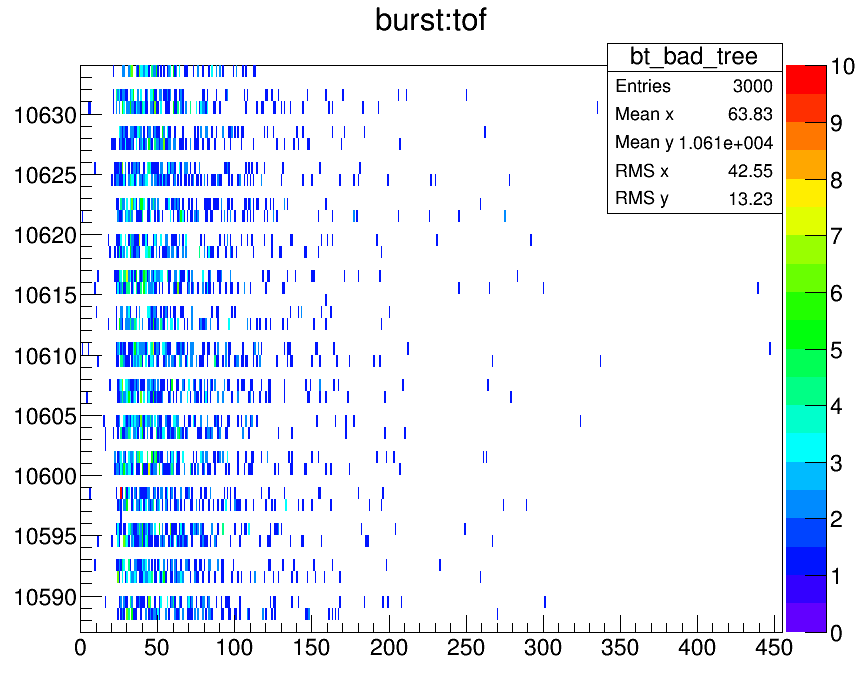 burst:tof
bt_bad_tree
Entries 3000
Mean x 63.83
Mean y 1.061e+004
RMS x 42.55
RMS y 13.23
10630
10625
10620
10615
10610
10605
10600
10595
10590
0 50 100 150 200 250 300 350 400 450
10
9
8
7
6
5
4
3
2
1
0